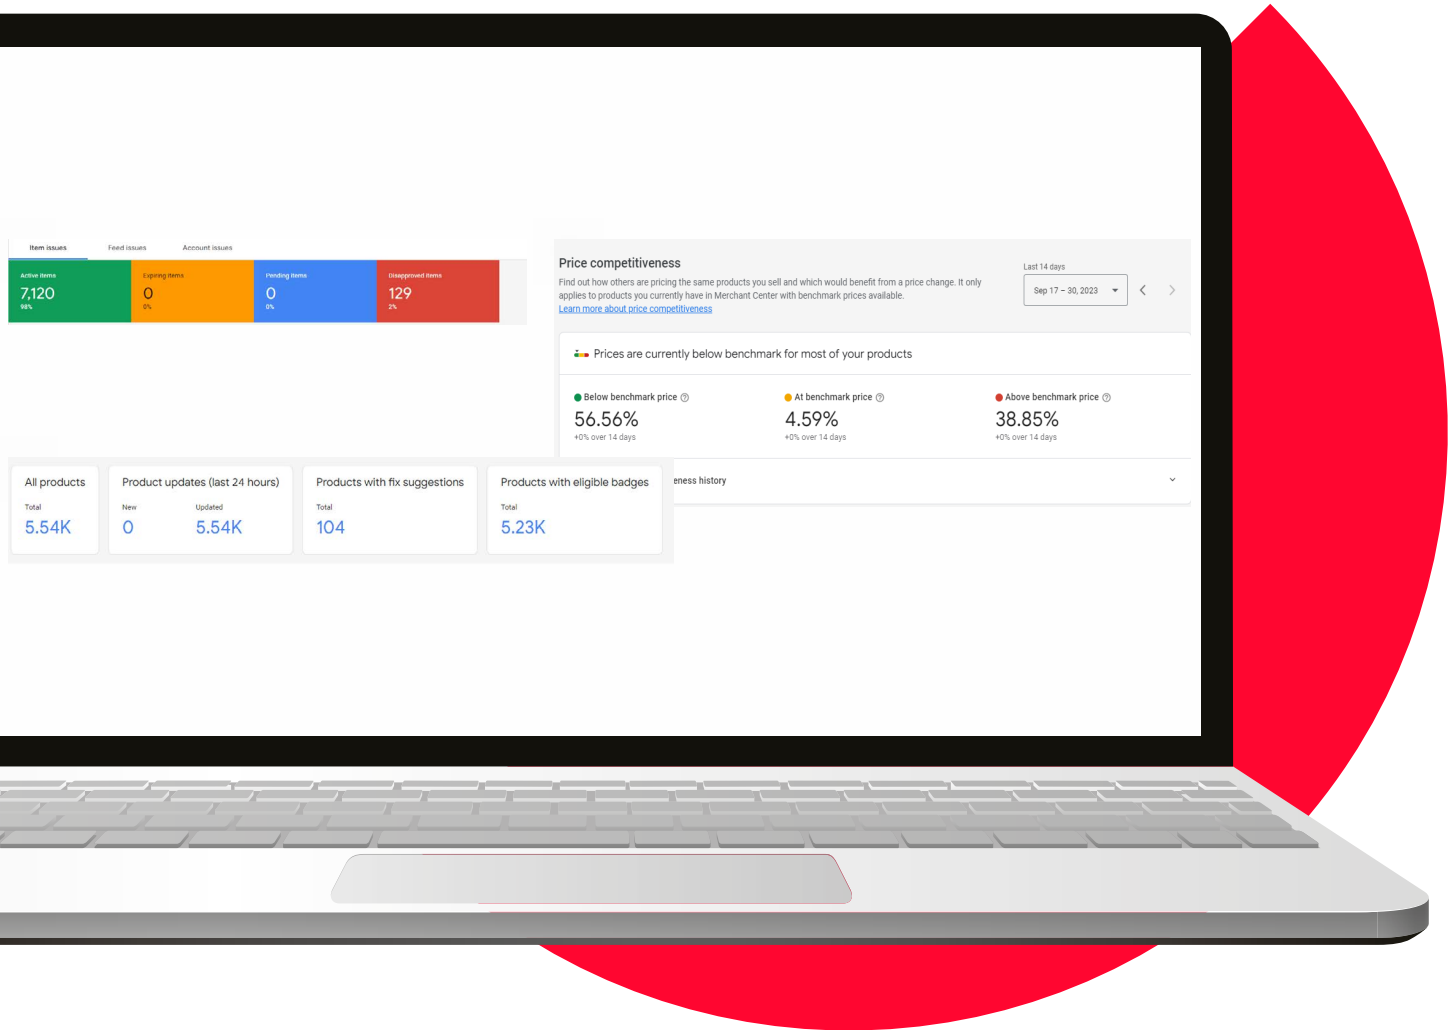 Item issues
Feed issues
Account issues
Active items
7,120
98%
Expiring items
0
0%
Pending items
0
0%
Disapproved items
129
2%
Price competitiveness
Find out how others are pricing the same products you sell and which would benefit from a price change. It only
applies to products you currently have in Merchant Center with benchmark prices available.
Learn more about price competitiveness
Last 14 days
Sep 17 – 30, 2023
Prices are currently below benchmark for most of your products
Below benchmark price
56.56%
+0% over 14 days
At benchmark price
4.59%
+0% over 14 days
Above benchmark price
38.85%
+0% over 14 days
eness history
All products
Total
5.54K
Product updates (last 24 hours)
New
0
Updated
5.54K
Products with fix suggestions
Total
104
Products with eligible badges
Total
5.23K